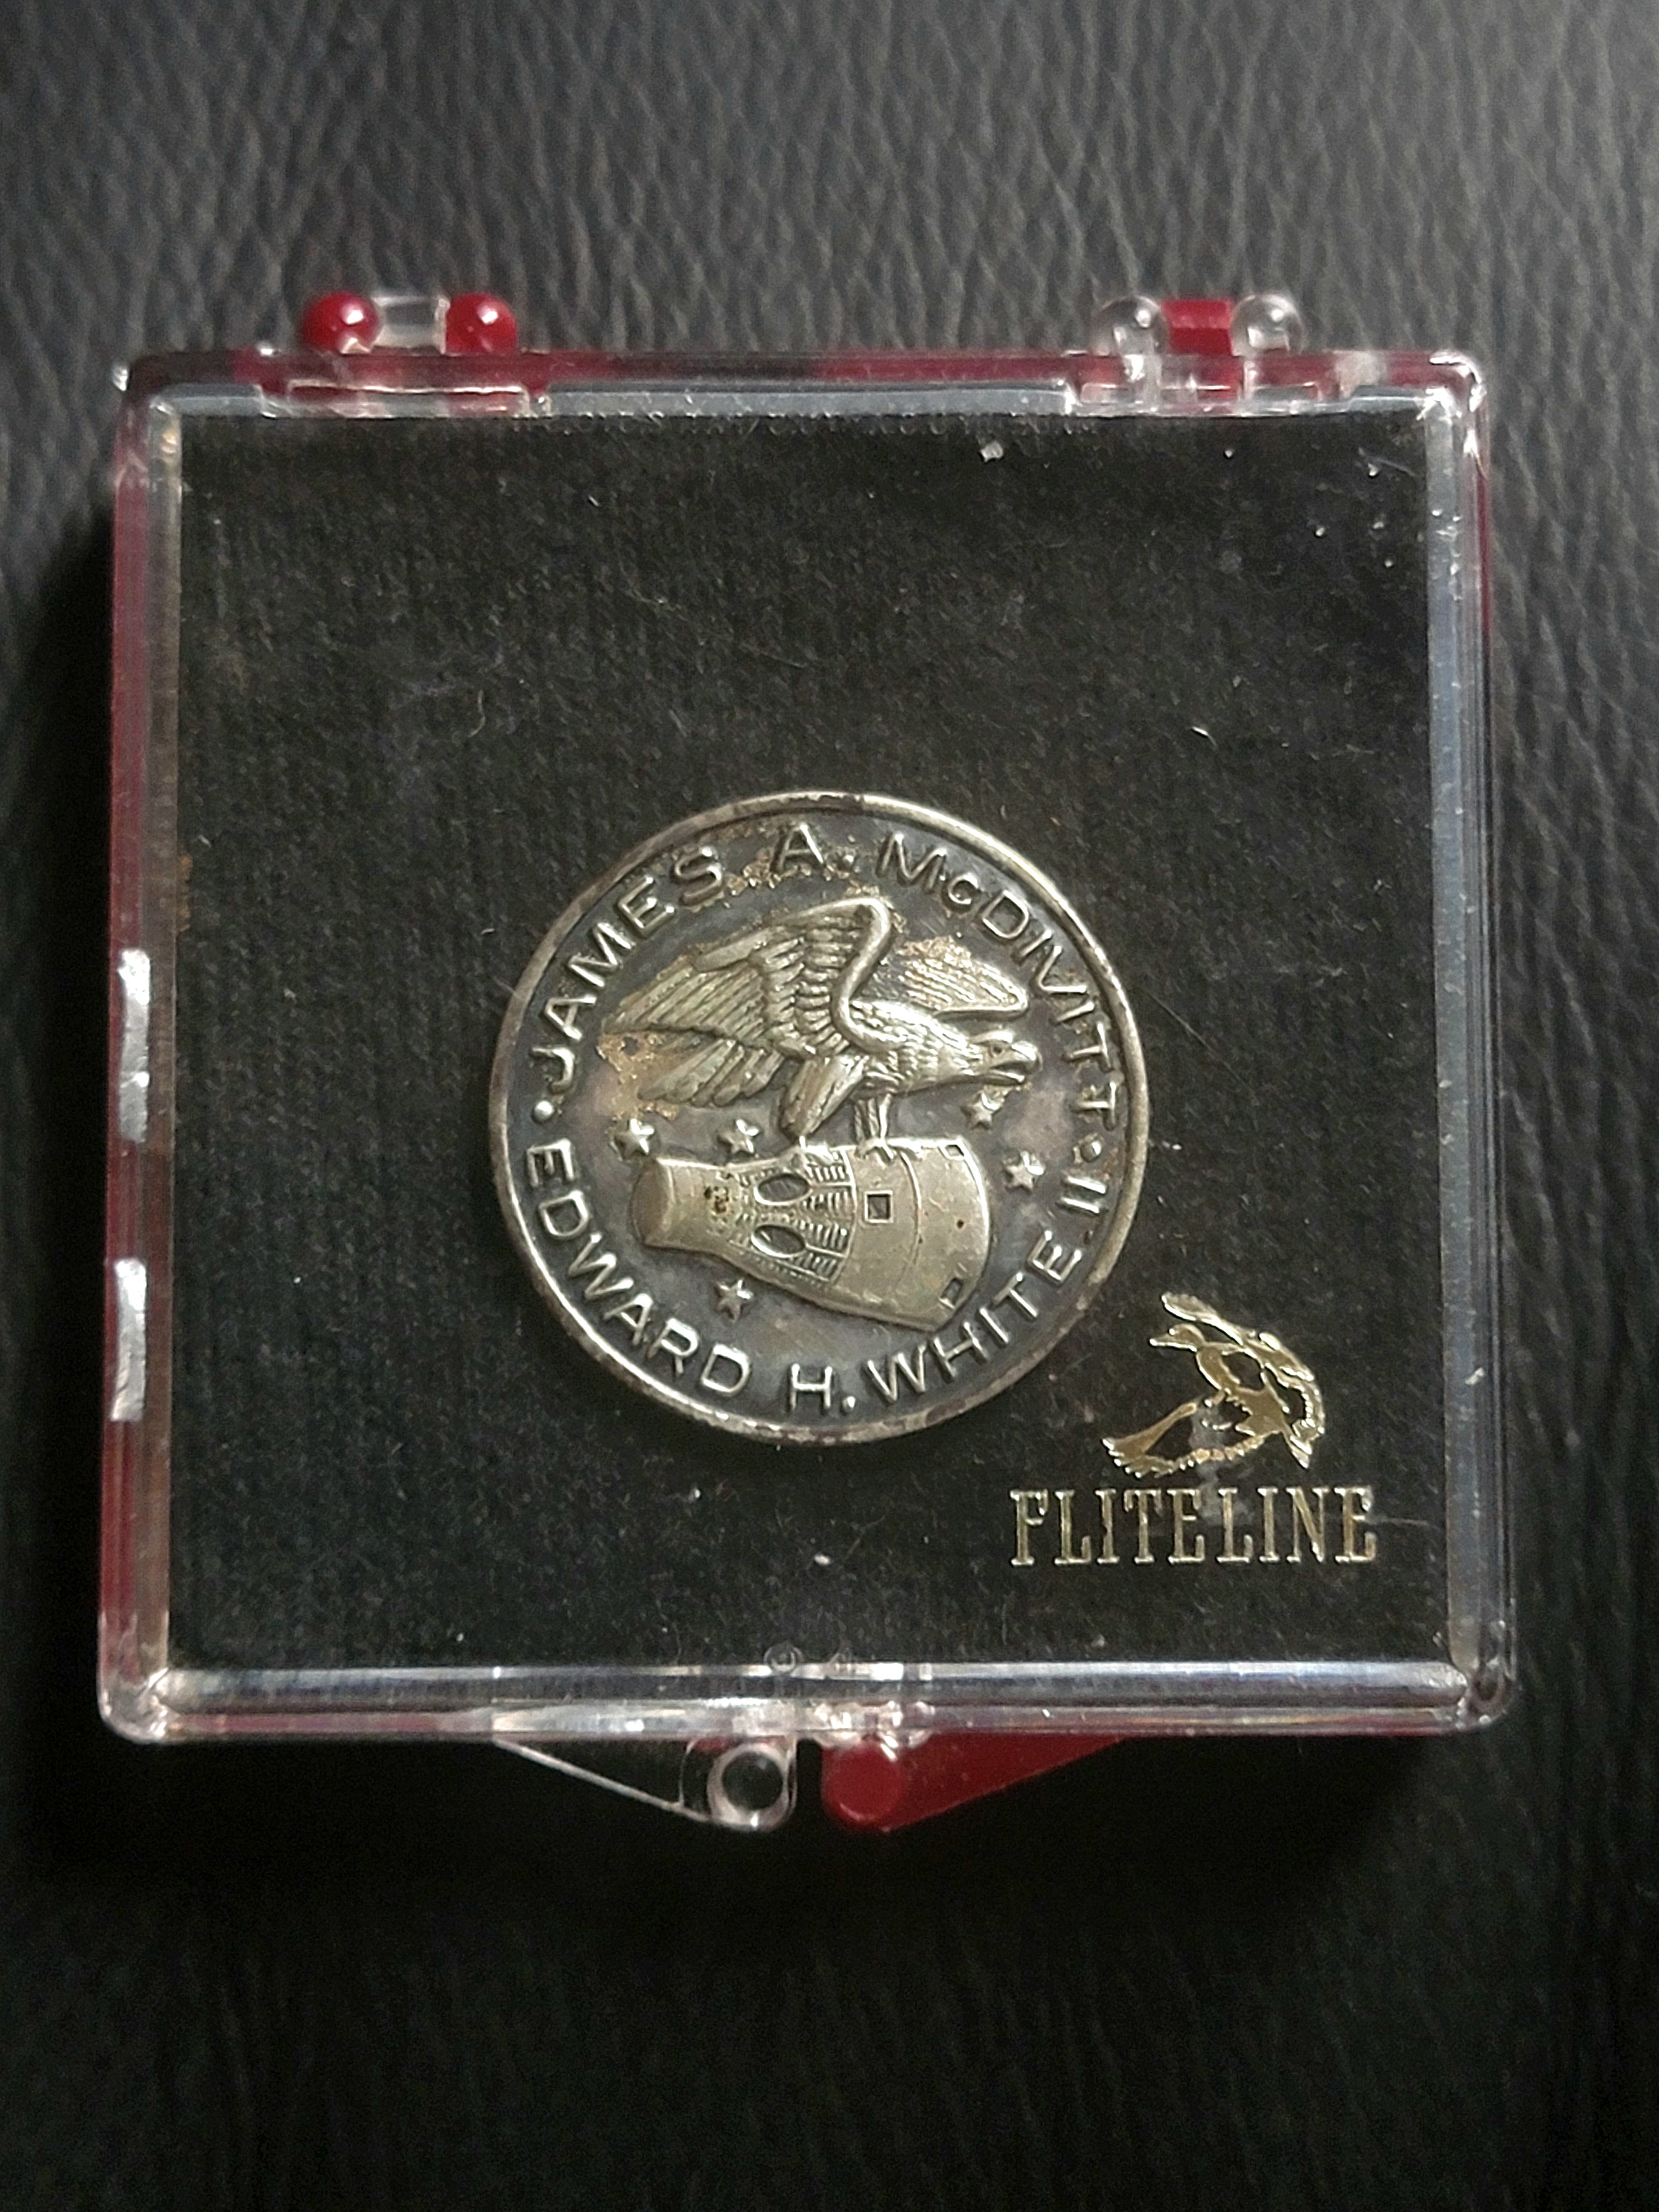 JAMES A. McDIVITT
EDWARD H. WHITE II
FLITELINE